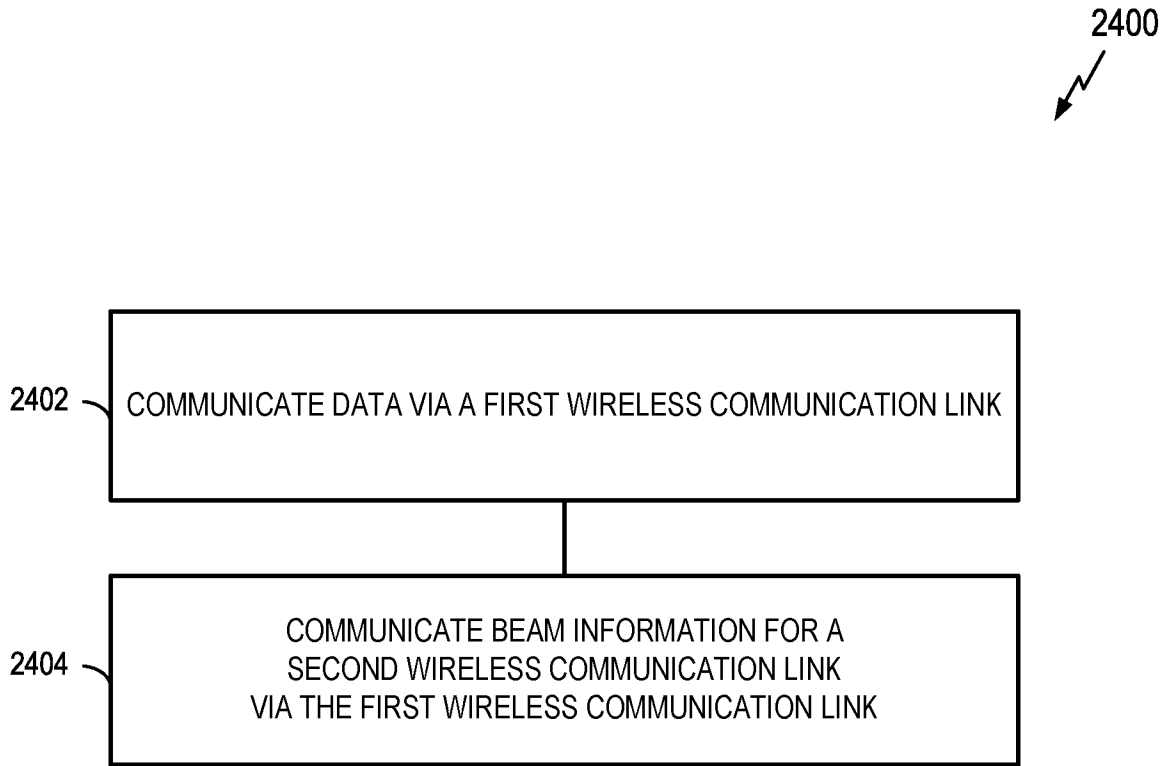 2400
2402
COMMUNICATE DATA VIA A FIRST WIRELESS COMMUNICATION LINK
2404
COMMUNICATE BEAM INFORMATION FOR A
SECOND WIRELESS COMMUNICATION LINK
VIA THE FIRST WIRELESS COMMUNICATION LINK